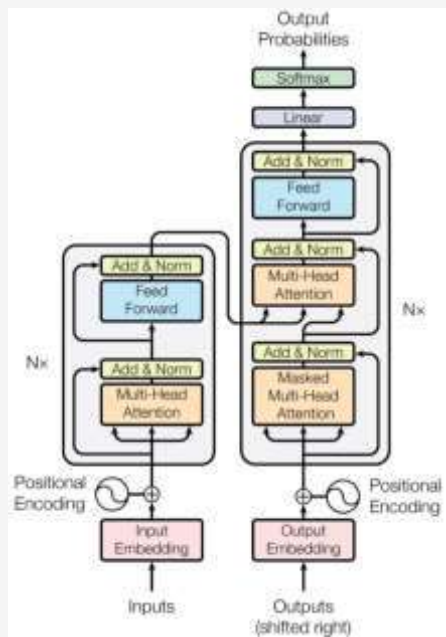 Output
Probabilities
Softmax
Linear
Add & Norm
Feed
Forward
Add & Norm
Multi-Head
Attention
Add & Norm
Masked
Multi-Head
Attention
Nx
Positional
Encoding
Output
Embedding
Outputs
(shifted right)
Add & Norm
Feed
Forward
Add & Norm
Multi-Head
Attention
Nx
Positional
Encoding
Input
Embedding
Inputs